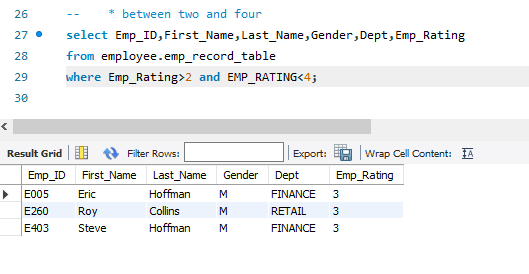 26 -- * between two and four
27 select Emp_ID,First_Name,Last_Name,Gender,Dept,Emp_Rating
28 from employee.emp_record_table
29 where Emp_Rating>2 and EMP_RATING<4;
30
Result Grid Filter Rows: Export: Wrap Cell Content: IA
Emp_ID First_Name Last_Name Gender Dept Emp_Rating
E005 Eric Hoffman M FINANCE 3
E260 Roy Collins M RETAIL 3
E403 Steve Hoffman M FINANCE 3